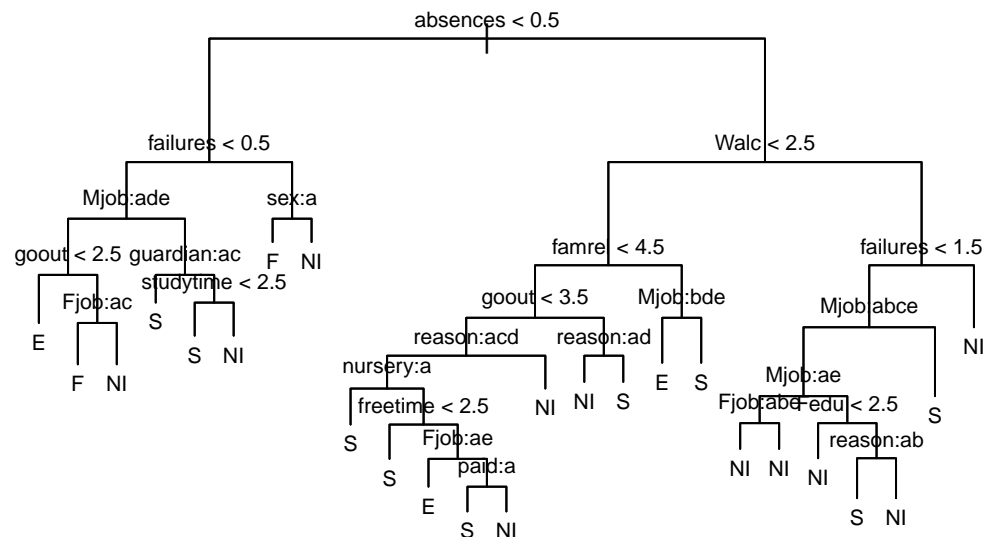 absences < 0.5
failures < 0.5
Walc < 2.5
Mjob:ade
sex:a
goout < 2.5
guardian:ac
F
NI
famrel < 4.5
failures < 1.5
E
Fjob:ac
S
studytime < 2.5
goout < 3.5
Mjob:bde
Mjob:abce
NI
F
NI
S
NI
reason:acd
reason:ad
E
S
nursery:a
NI
NI
S
Mjob:ae
S
S
freetime < 2.5
Fjob:abe
Fedu < 2.5
S
Fjob:ae
NI
NI
NI
reason:ab
E
paid:a
S
NI
S
NI